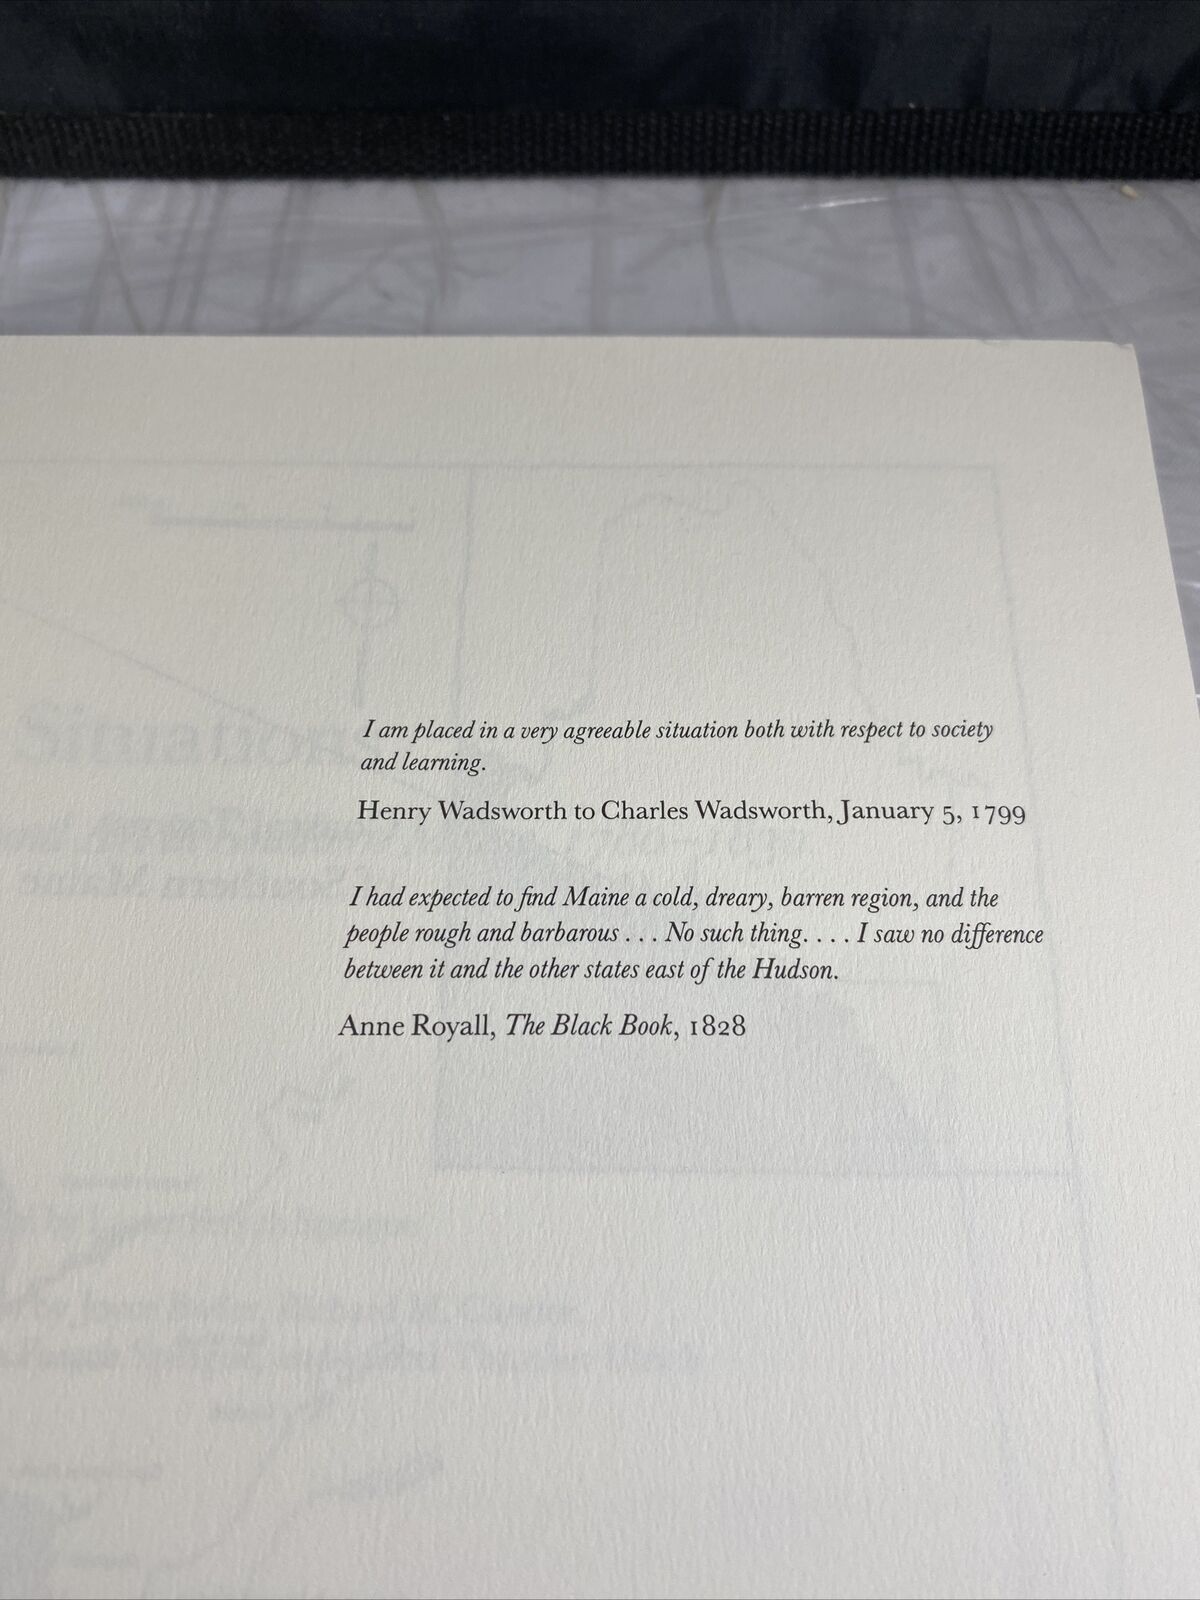 I am placed in a very agreeable situation both with respect to society
and learning.
Henry Wadsworth to Charles Wadsworth, January 5, 1799
I had expected to find Maine a cold, dreary, barren region, and the
people rough and barbarous . . . No such thing. . . . I saw no difference
between it and the other states east of the Hudson.
Anne Royall, The Black Book, 1828